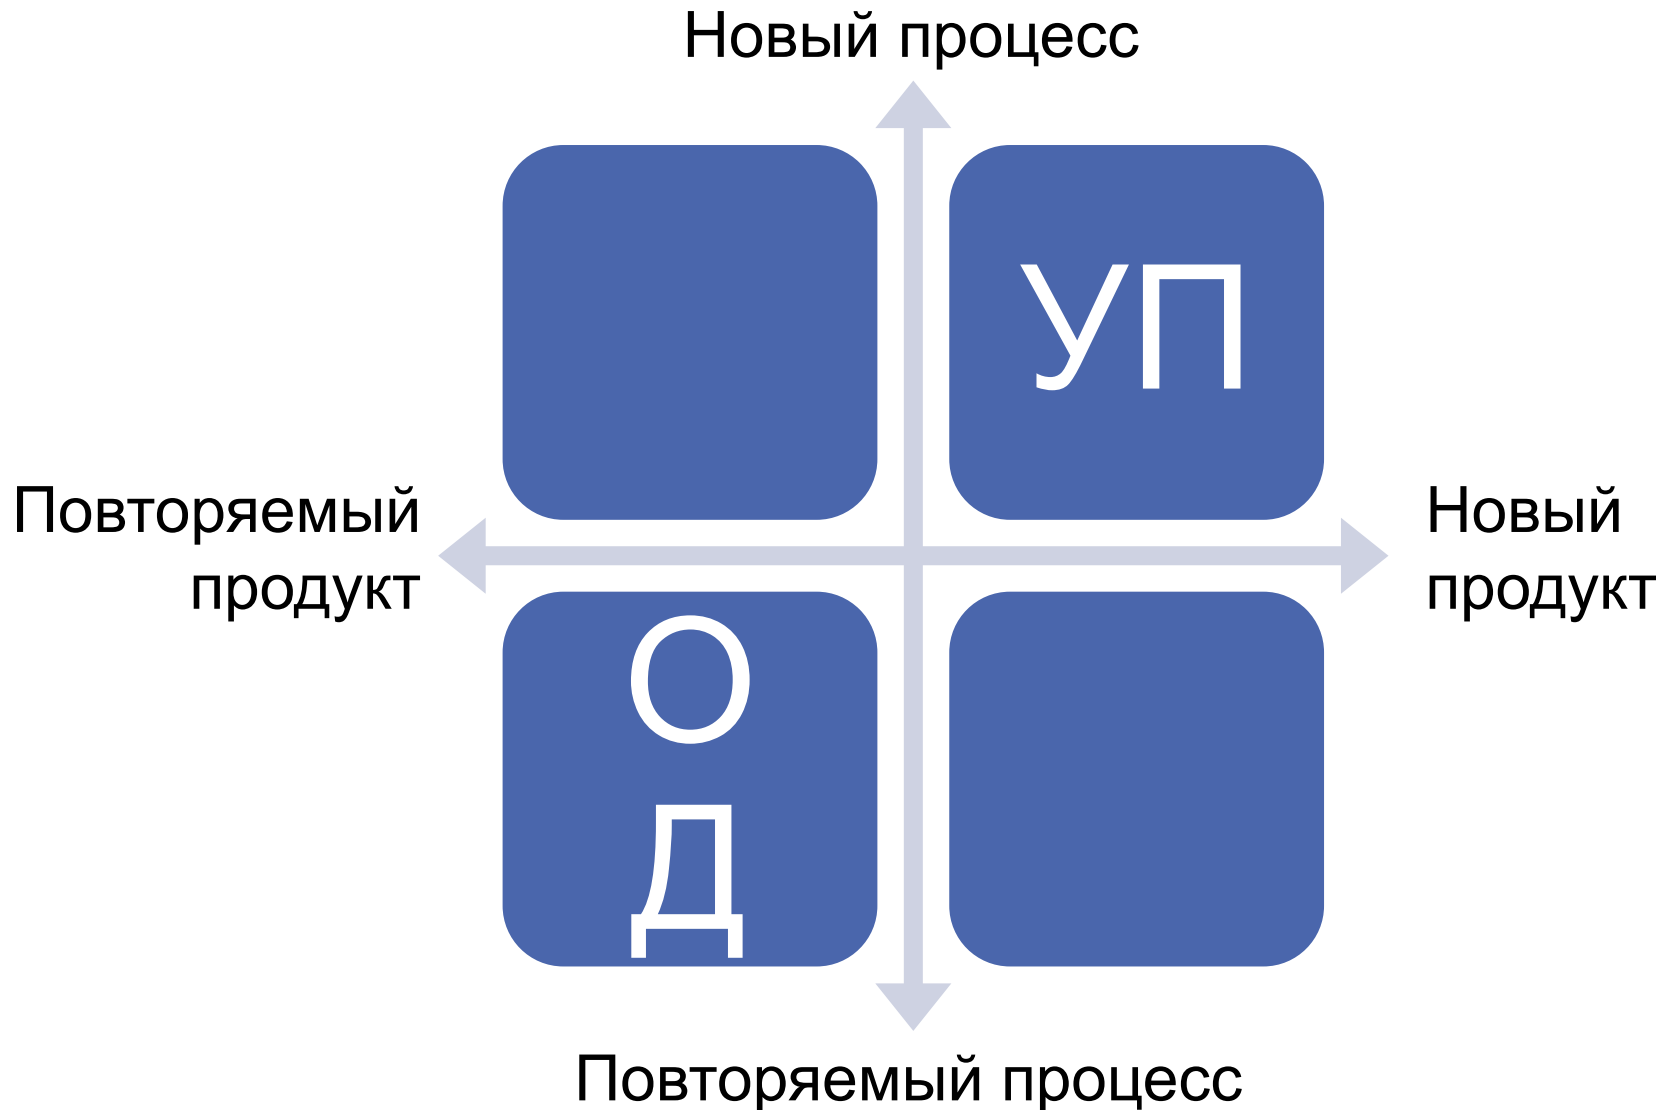 Новый процесс
УП
Повторяемый
продукт
Новый
продукт
О
Д
Повторяемый процесс